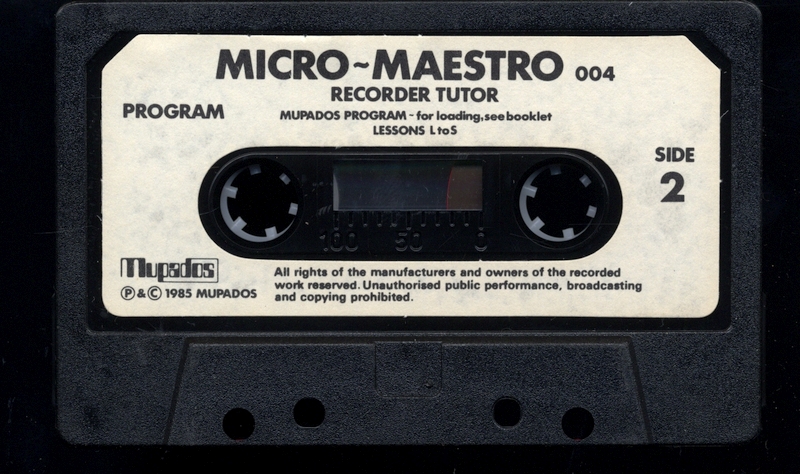 MICRO~MAESTRO 004
RECORDER TUTOR
PROGRAM
MUPADOS PROGRAM - for loading, see booklet
LESSONS L to S
SIDE
2
100 50 0
Mupados
Ⓟ & © 1985 MUPADOS
All rights of the manufacturers and owners of the recorded
work reserved. Unauthorised public performance, broadcasting
and copying prohibited.